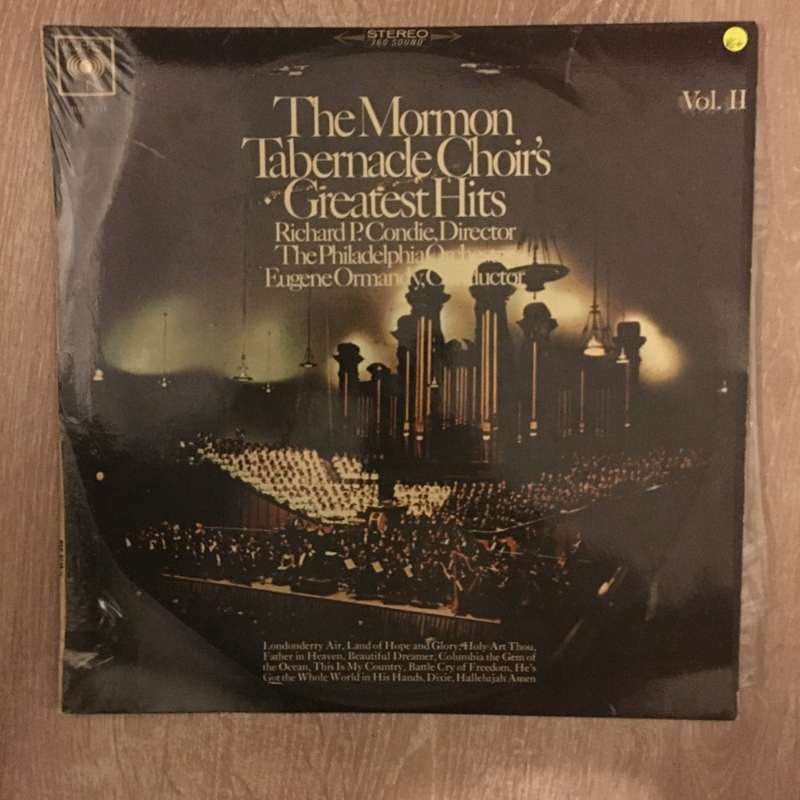 STEREO
360 SOUND
Vol. II
The Mormon
Tabernacle Choir's
Greatest Hits
Richard P. Condie, Director
The Philadelphia Orchestra
Eugene Ormandy, Conductor
Londonderry Air, Land of Hope and Glory, Holy Art Thou,
Father in Heaven, Beautiful Dreamer, Columbia the Gem of
the Ocean, This Is My Country, Battle Cry of Freedom, He's
Got the Whole World in His Hands, Dixie, Hallelujah Amen